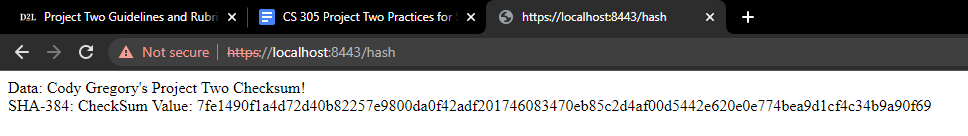 D2L Project Two Guidelines and Rubri
CS 305 Project Two Practices for S
https://localhost:8443/hash
Not secure https://localhost:8443/hash
Data: Cody Gregory's Project Two Checksum!
SHA-384: CheckSum Value: 7fe1490f1a4d72d40b82257e9800da0f42adf201746083470eb85c2d4af00d5442e620e0e774bea9d1cf4c34b9a90f69